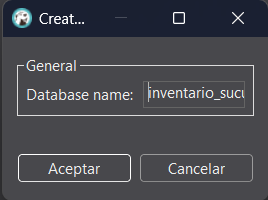 Creat...
General
Database name: inventario_sucu
Aceptar Cancelar